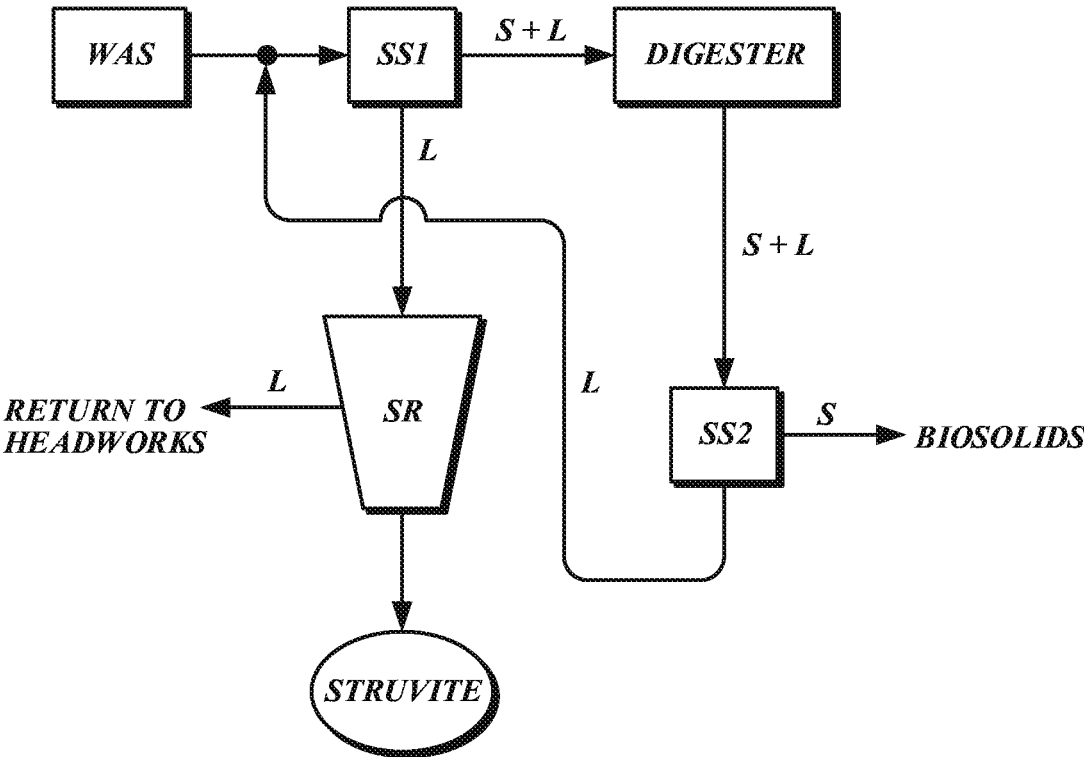 WAS
SS1
S + L
DIGESTER
L
S + L
L
RETURN TO
HEADWORKS
SR
L
SS2
S
BIOSOLIDS
STRUVITE